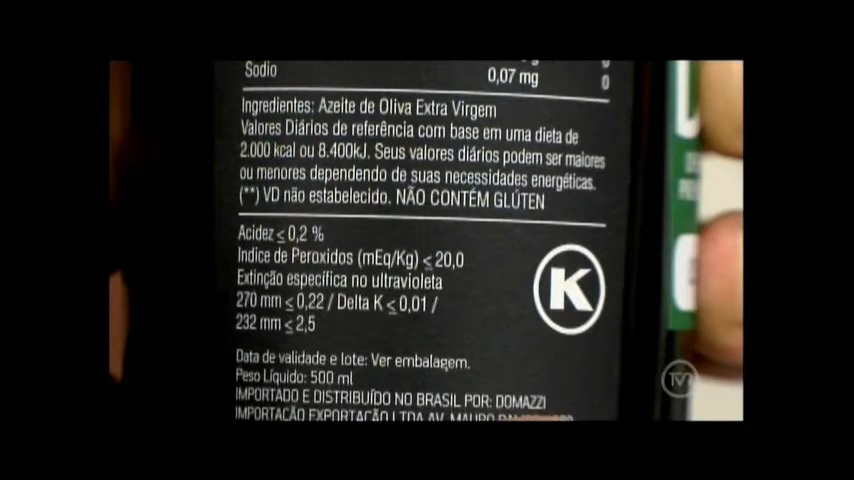 Sodio 0,07 mg 0
Ingredientes: Azeite de Oliva Extra Virgem
Valores Diários de referência com base em uma dieta de
2.000 kcal ou 8.400kJ. Seus valores diários podem ser maiores
ou menores dependendo de suas necessidades energéticas.
(**) VD não estabelecido. NÃO CONTÉM GLÚTEN
Acidez ≤ 0,2 %
Indice de Peroxidos (mEq/Kg) ≤ 20,0
Extinção específica no ultravioleta
270 mm ≤ 0,22 / Delta K ≤ 0,01 /
232 mm ≤ 2,5
K
Data de validade e lote: Ver embalagem.
Peso Líquido: 500 ml
IMPORTADO E DISTRIBUÍDO NO BRASIL POR: DOMAZZI
IMPORTAÇÃO EXPORTAÇÃO LTDA AV. MAURO
TV